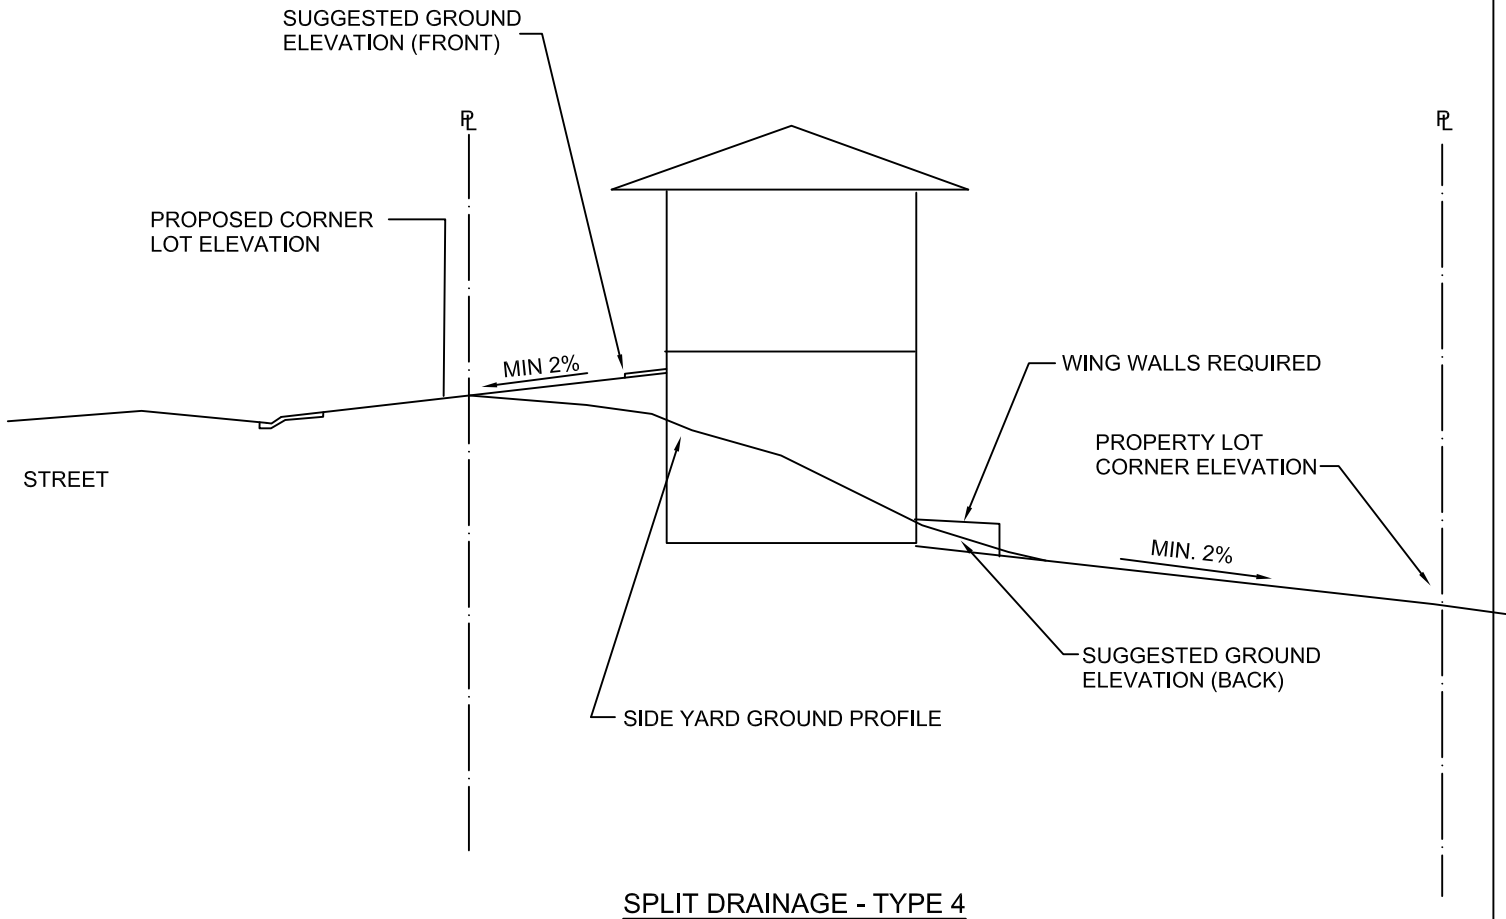 SUGGESTED GROUND
ELEVATION (FRONT)
PL
PL
PROPOSED CORNER
LOT ELEVATION
MIN 2%
WING WALLS REQUIRED
PROPERTY LOT
CORNER ELEVATION
STREET
MIN. 2%
SUGGESTED GROUND
ELEVATION (BACK)
SIDE YARD GROUND PROFILE
SPLIT DRAINAGE - TYPE 4